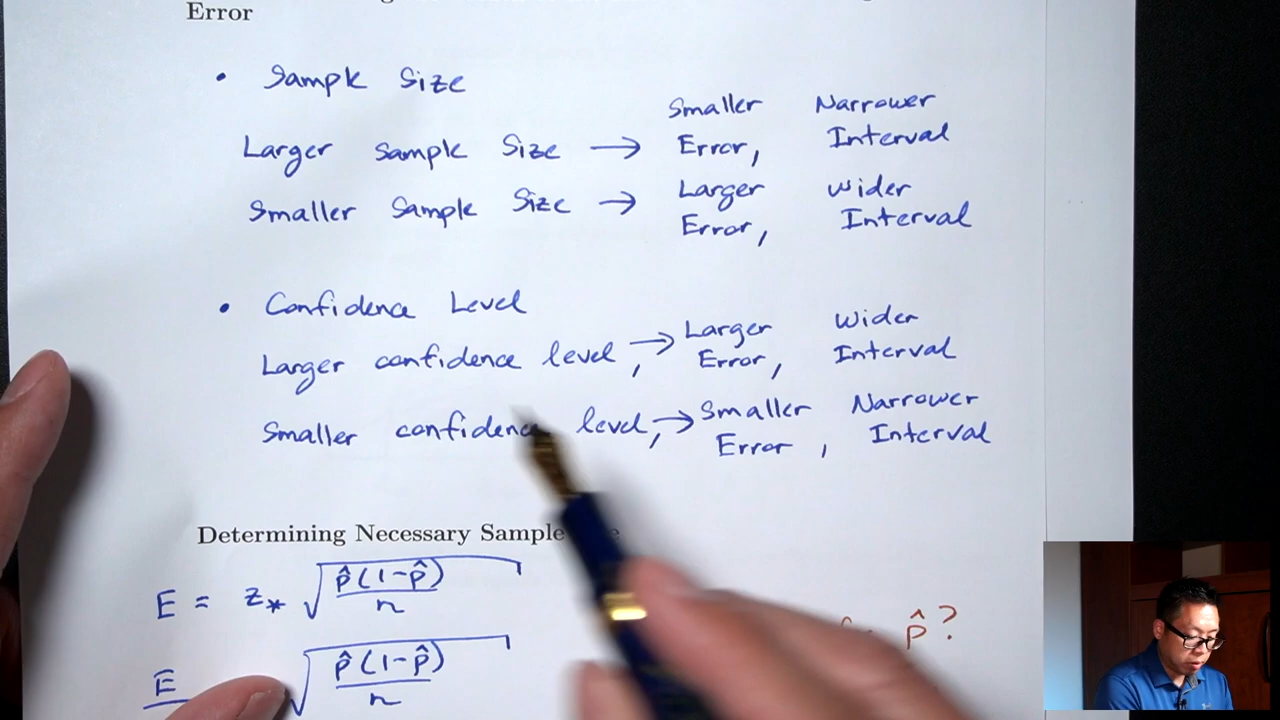 Error
• Sample Size
Larger Sample Size → Smaller Error, Narrower Interval
Smaller Sample Size → Larger Error, Wider Interval
• Confidence Level
Larger confidence level, → Larger Error, Wider Interval
Smaller confidence level, → Smaller Error, Narrower Interval
Determining Necessary Sample
E = z* √(p̂(1-p̂)/n)
p̂?
E √(p̂(1-p̂)/n)